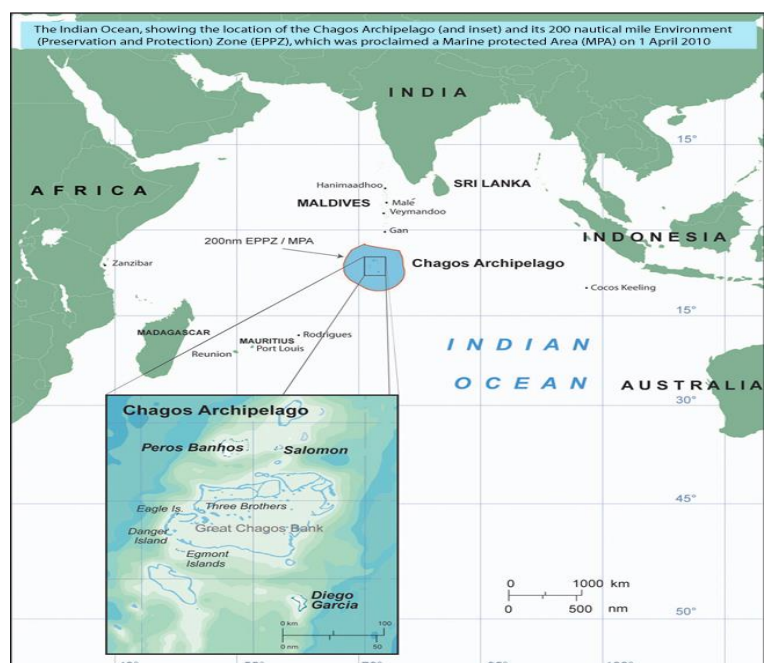 The Indian Ocean, showing the location of the Chagos Archipelago (and inset) and its 200 nautical mile Environment
(Preservation and Protection) Zone (EPPZ), which was proclaimed a Marine protected Area (MPA) on 1 April 2010
INDIA
15°
AFRICA
Hanimaadhoo
SRI LANKA
MALDIVES
Malé
Veymandoo
Gan
INDONESIA
200nm EPPZ / MPA
Zanzibar
Chagos Archipelago
Cocos Keeling
15°
MADAGASCAR
Rodrigues
MAURITIUS
Port Louis
Reunion
INDIAN
OCEAN
AUSTRALIA
30°
Chagos Archipelago
Peros Banhos
Salomon
45°
Eagle Is.
Three Brothers
Great Chagos Bank
Danger
Island
Egmont
Islands
Diego
Garcia
0 km 100
0 nm 50
0 1000 km
0 500 nm
50°